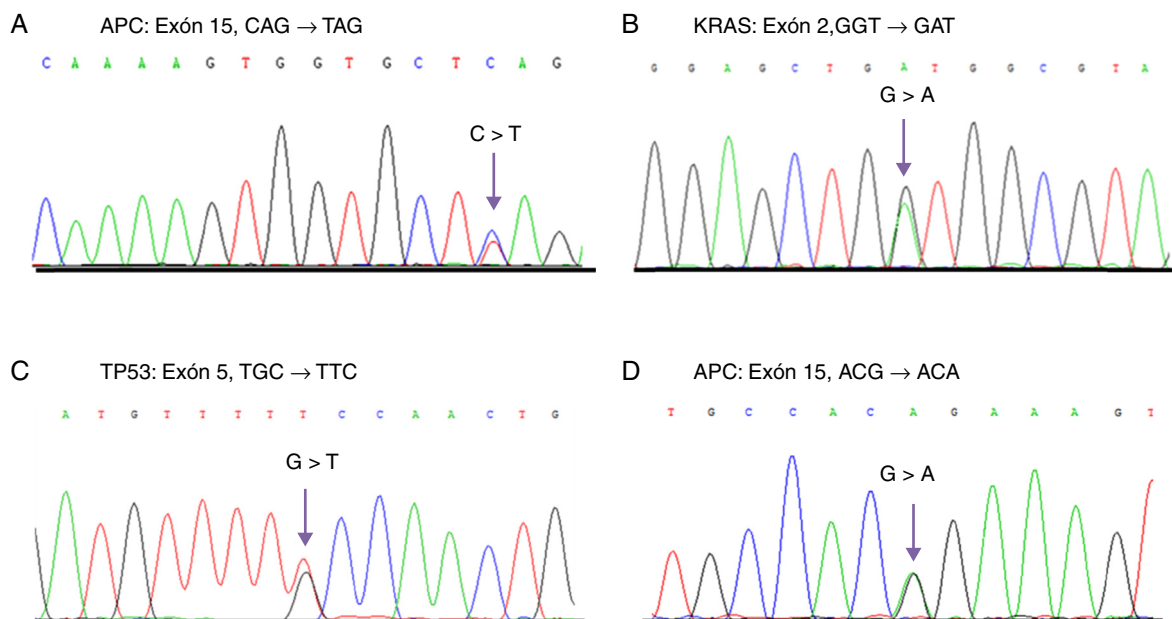 A APC: Exón 15, CAG → TAG
C A A A A G T G G T G C T C A G
C > T
B KRAS: Exón 2,GGT → GAT
G G A G C T G A T G G C G T A
G > A
C TP53: Exón 5, TGC → TTC
A T G T T T T T C C A A C T G
G > T
D APC: Exón 15, ACG → ACA
T G C C A C A G A A A G T
G > A